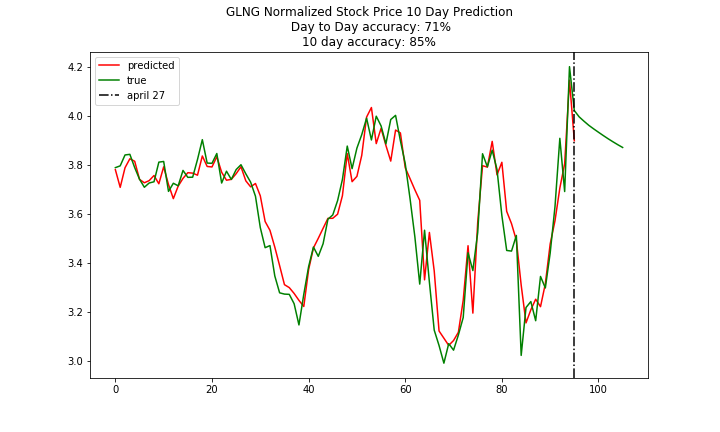 GLNG Normalized Stock Price 10 Day Prediction
Day to Day accuracy: 71%
10 day accuracy: 85%
predicted
true
april 27
4.2
4.0
3.8
3.6
3.4
3.2
3.0
0 20 40 60 80 100